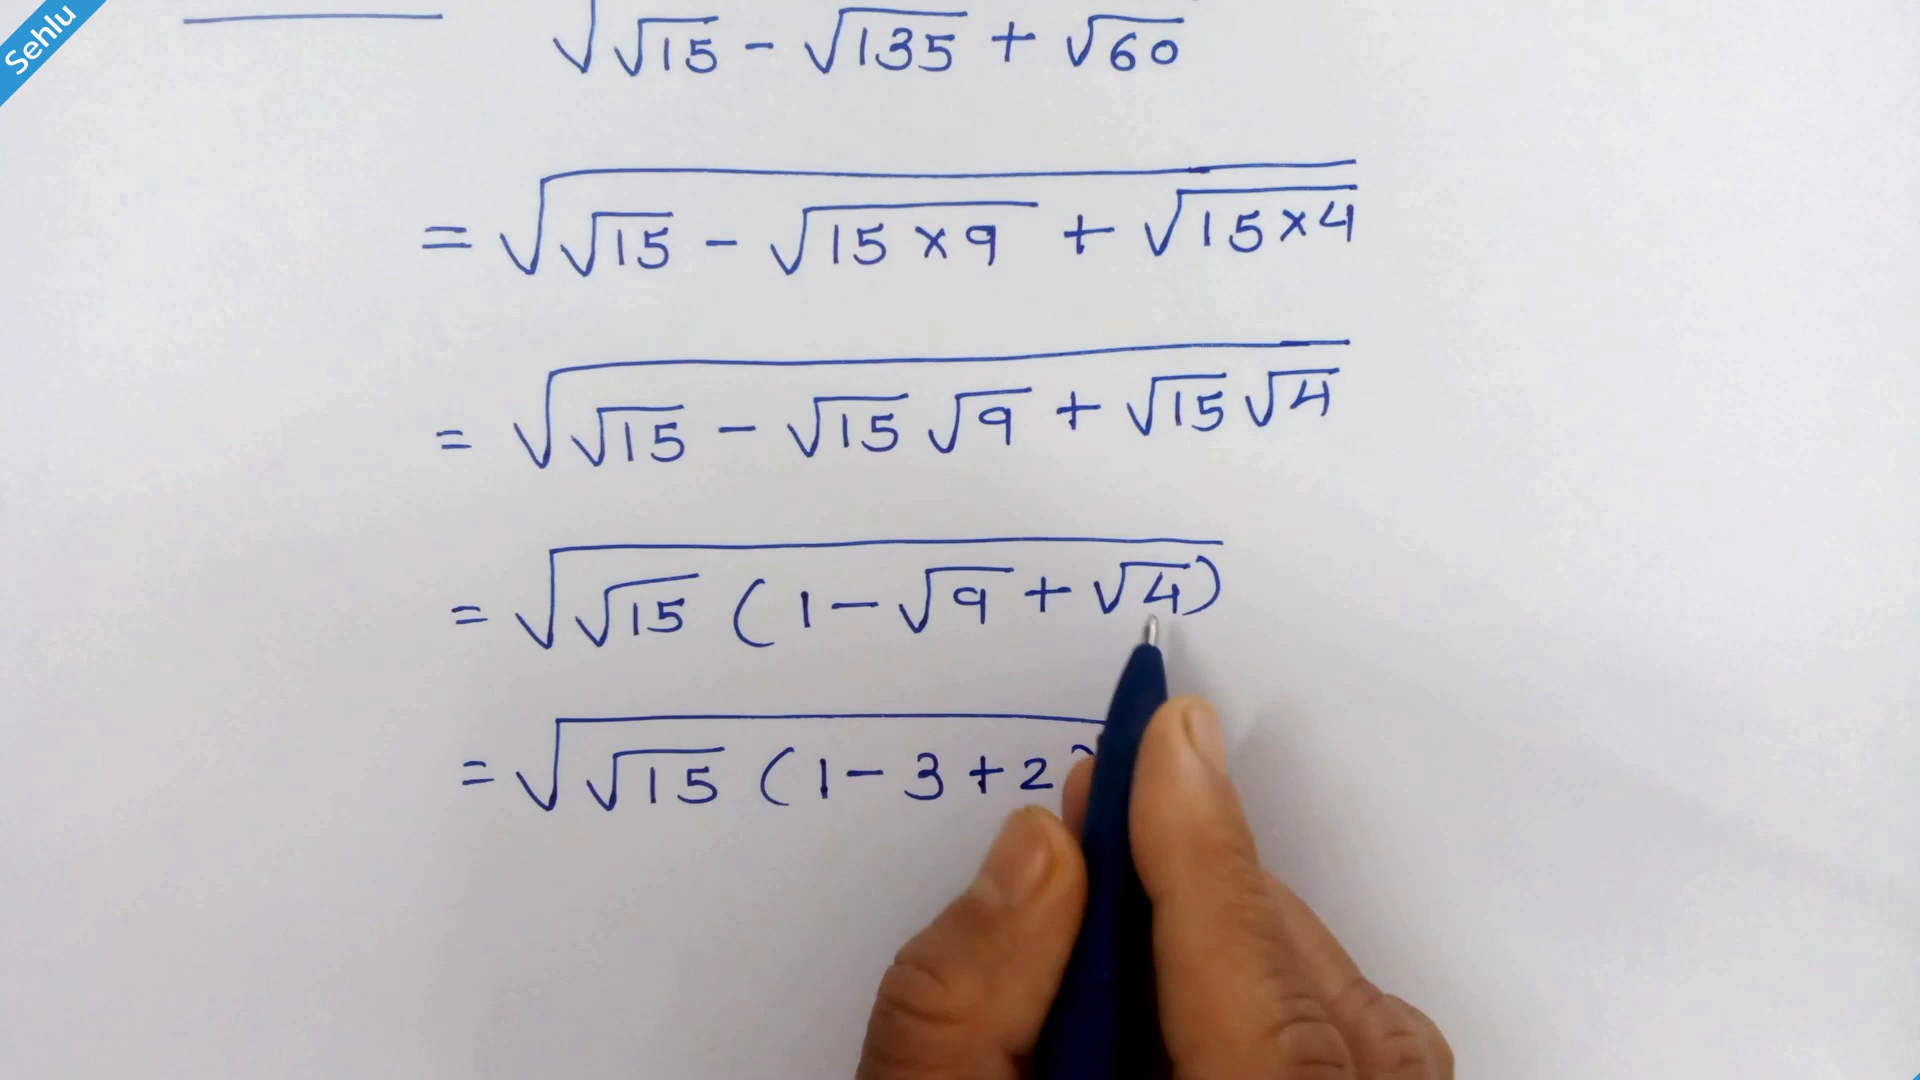 Sehlu
√(√15 - √135 + √60
= √(√15 - √(15 × 9) + √(15 × 4))
= √(√15 - √15 √9 + √15 √4)
= √(√15 (1 - √9 + √4))
= √(√15 (1 - 3 + 2)